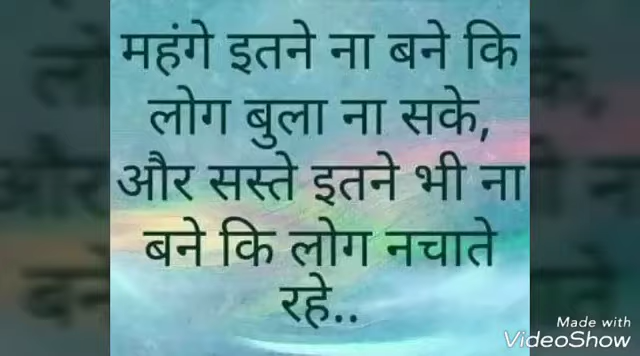 महंगे इतने ना बने कि
लोग बुला ना सके,
और सस्ते इतने भी ना
बने कि लोग नचाते
रहे..
Made with
VideoShow